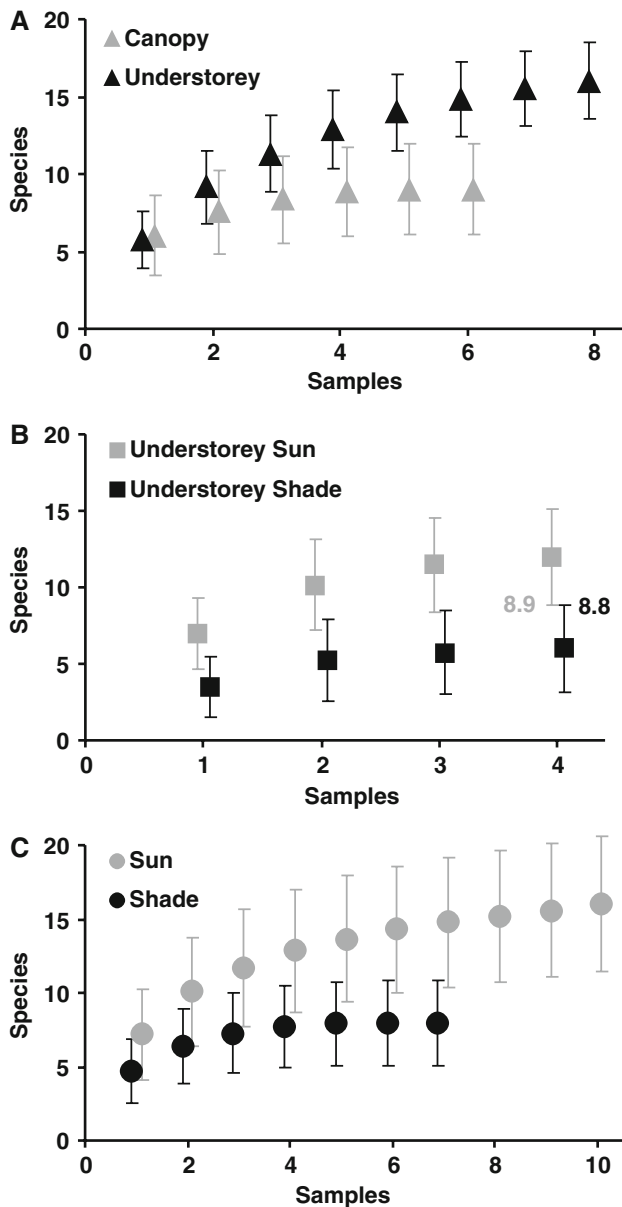 A
20
Canopy
Understorey
15
10
5
0
Species
0 2 4 6 8
Samples
B
20
Understorey Sun
Understorey Shade
15
10
8.9 8.8
5
0
Species
0 1 2 3 4
Samples
C
20
Sun
Shade
15
10
5
0
Species
0 2 4 6 8 10
Samples